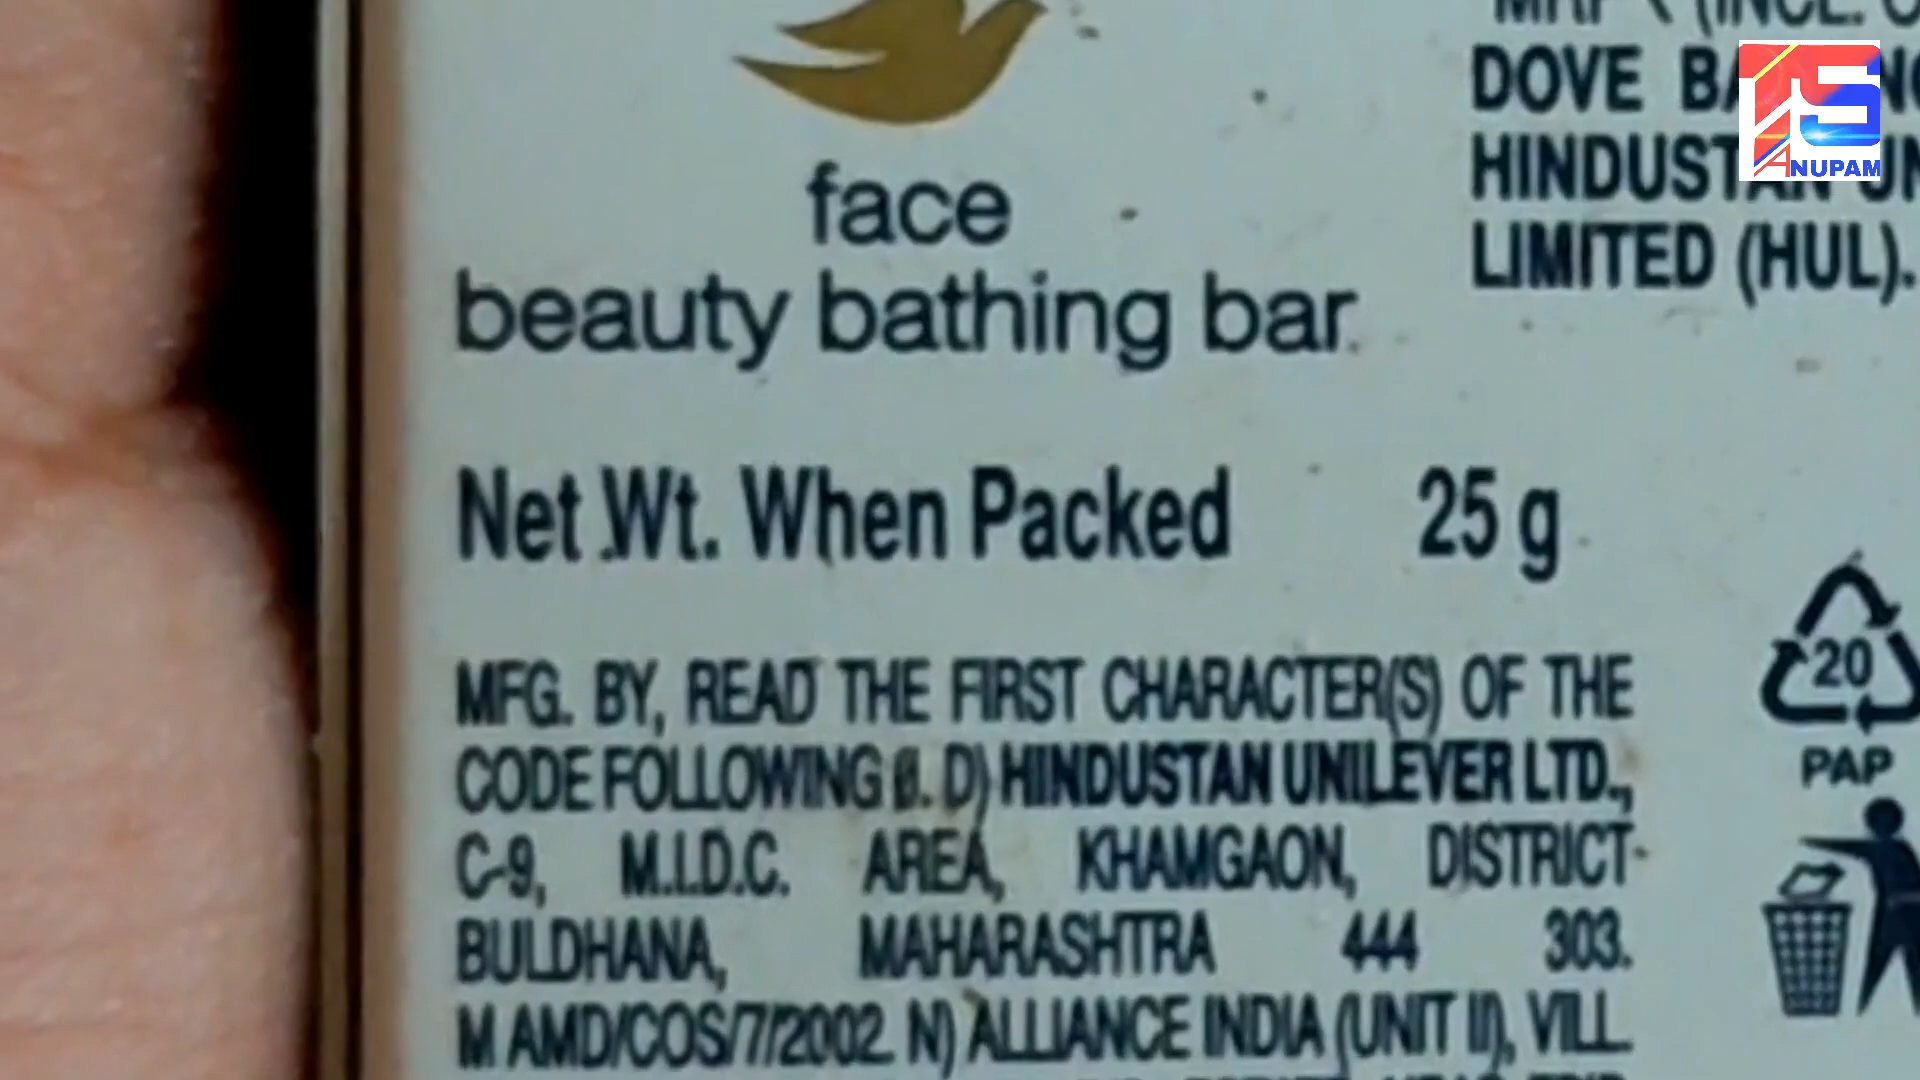 face
beauty bathing bar
Net Wt. When Packed 25 g
MFG. BY, READ THE FIRST CHARACTER(S) OF THE
CODE FOLLOWING B. D) HINDUSTAN UNILEVER LTD.,
C-9, M.I.D.C. AREA, KHAMGAON, DISTRICT-
BULDHANA, MAHARASHTRA 444 303.
M AMD/COS/7/2002. N) ALLIANCE INDIA (UNIT II), VILL.
(INCL.
DOVE
HINDUSTAN
LIMITED (HUL).
20
PAP
ANUPAM